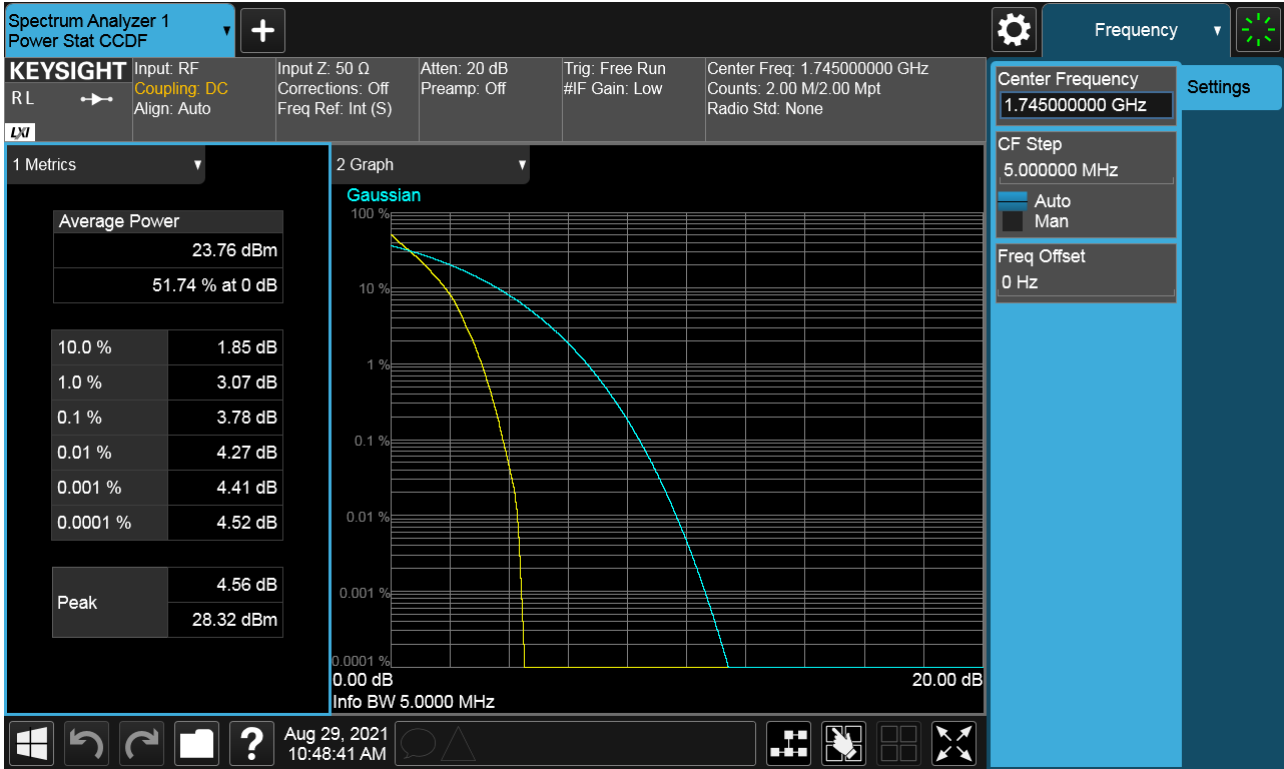 Spectrum Analyzer 1
Power Stat CCDF
Frequency
KEYSIGHT
R L
LXI
Input: RF
Coupling: DC
Align: Auto
Input Z: 50 Ω
Corrections: Off
Freq Ref: Int (S)
Atten: 20 dB
Preamp: Off
Trig: Free Run
#IF Gain: Low
Center Freq: 1.745000000 GHz
Counts: 2.00 M/2.00 Mpt
Radio Std: None
1 Metrics
Average Power
23.76 dBm
51.74 % at 0 dB
10.0 % 1.85 dB
1.0 % 3.07 dB
0.1 % 3.78 dB
0.01 % 4.27 dB
0.001 % 4.41 dB
0.0001 % 4.52 dB
Peak 4.56 dB
28.32 dBm
2 Graph
Gaussian
100 %
10 %
1 %
0.1 %
0.01 %
0.001 %
0.0001 %
0.00 dB 20.00 dB
Info BW 5.0000 MHz
Center Frequency
1.745000000 GHz
CF Step
5.000000 MHz
Auto
Man
Freq Offset
0 Hz
Settings
?
Aug 29, 2021
10:48:41 AM